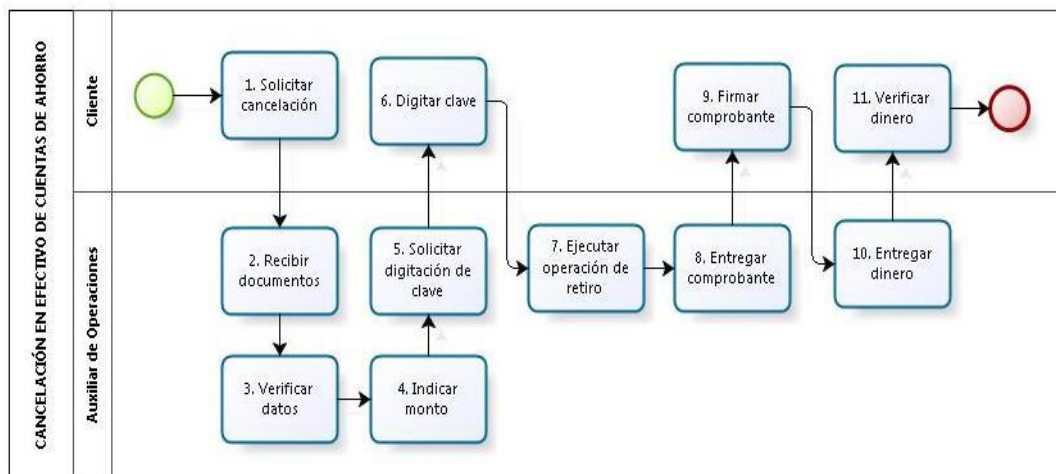 CANCELACIÓN EN EFECTIVO DE CUENTAS DE AHORRO
Cliente
1. Solicitar
cancelación
6. Digitar clave
9. Firmar
comprobante
11. Verificar
dinero
Auxiliar de Operaciones
2. Recibir
documentos
5. Solicitar
digitación de
clave
7. Ejecutar
operación de
retiro
8. Entregar
comprobante
10. Entregar
dinero
3. Verificar
datos
4. Indicar
monto